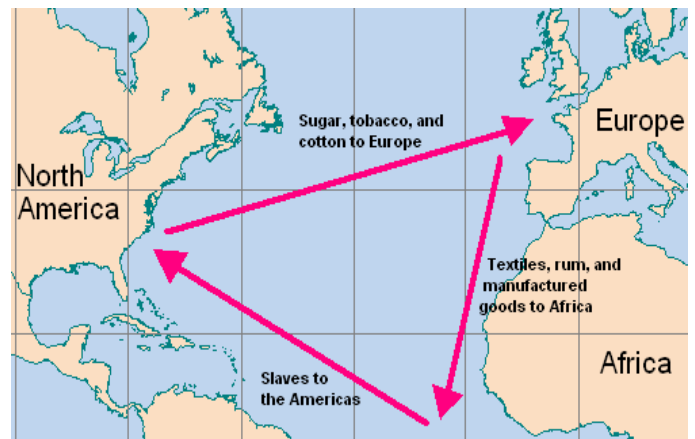 Sugar, tobacco, and
cotton to Europe
Europe
North
America
Textiles, rum, and
manufactured
goods to Africa
Africa
Slaves to
the Americas